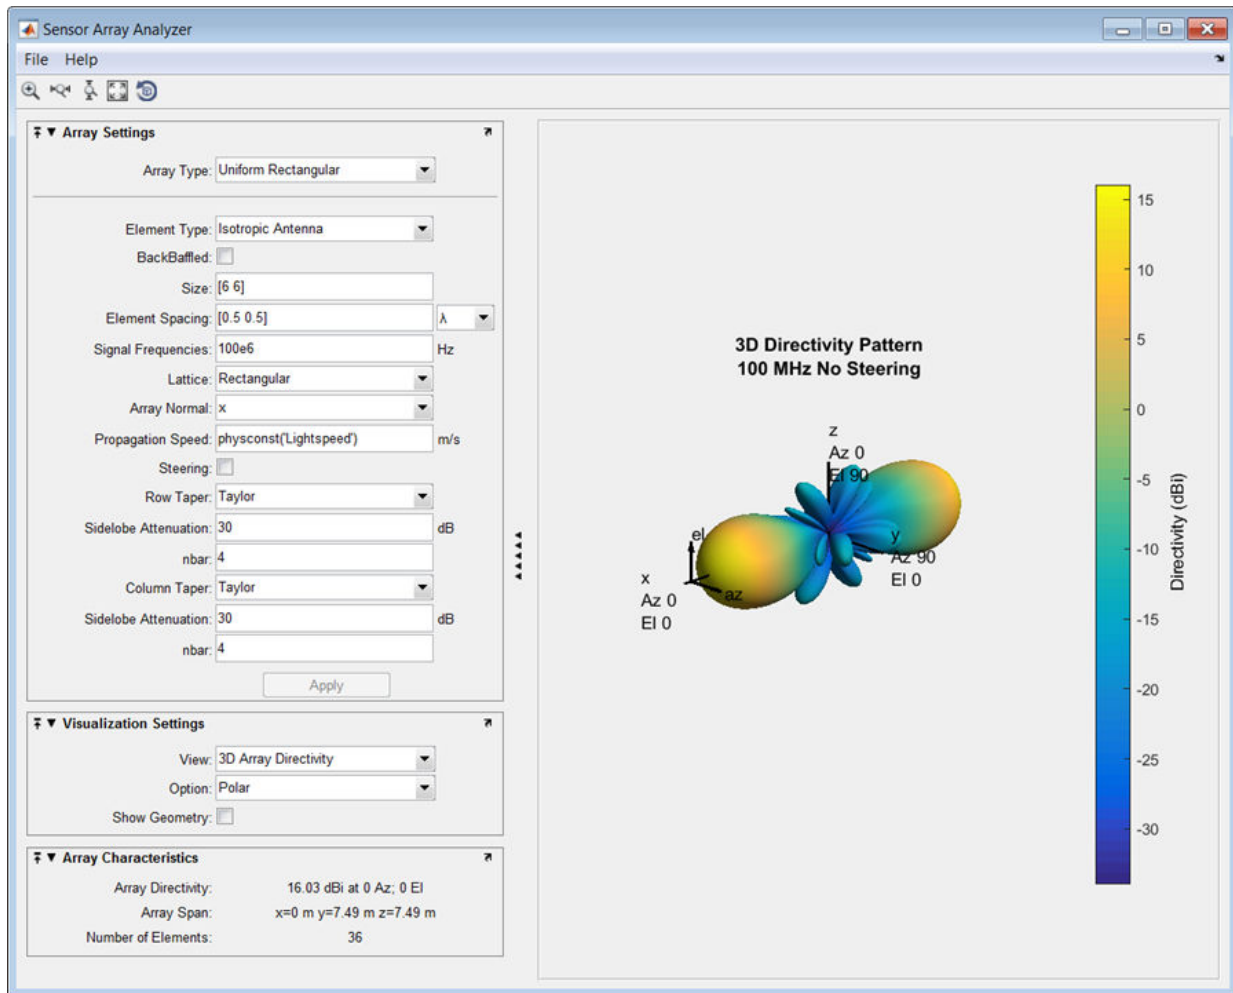 Sensor Array Analyzer
File Help
Array Settings
Array Type: Uniform Rectangular
Element Type: Isotropic Antenna
BackBaffled:
Size: [6 6]
Element Spacing: [0.5 0.5] λ
Signal Frequencies: 100e6 Hz
Lattice: Rectangular
Array Normal: x
Propagation Speed: physconst('Lightspeed') m/s
Steering:
Row Taper: Taylor
Sidelobe Attenuation: 30 dB
nbar: 4
Column Taper: Taylor
Sidelobe Attenuation: 30 dB
nbar: 4
Apply
Visualization Settings
View: 3D Array Directivity
Option: Polar
Show Geometry:
Array Characteristics
Array Directivity: 16.03 dBi at 0 Az; 0 El
Array Span: x=0 m y=7.49 m z=7.49 m
Number of Elements: 36
3D Directivity Pattern
100 MHz No Steering
z
Az 0
El 90
el
az
x
Az 0
El 0
y
Az 90
El 0
15
10
5
0
-5
-10
-15
-20
-25
-30
Directivity (dBi)